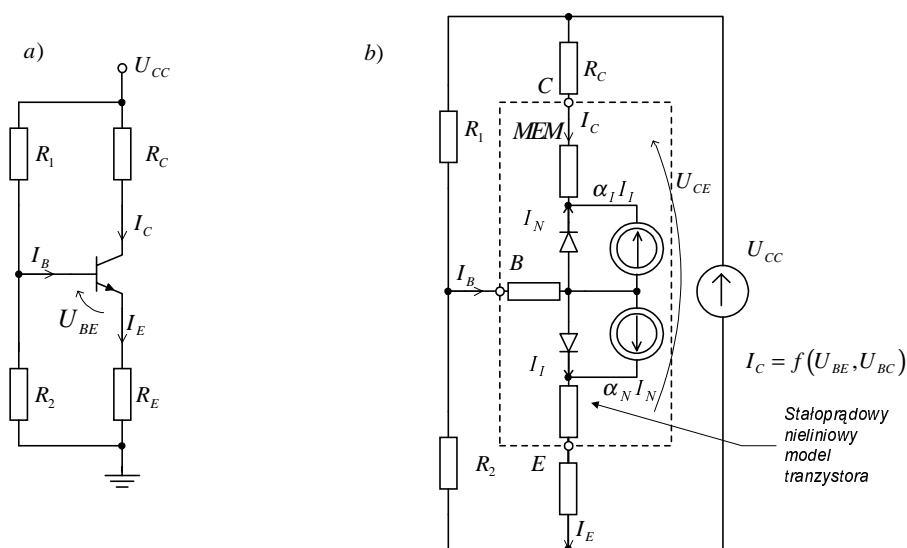 a)
U_CC
R_1
R_C
I_C
I_B
U_BE
I_E
R_2
R_E
b)
R_C
C
I_C
R_1
MEM
U_CE
α_I I_I
I_N
U_CC
B
I_B
I_C = f(U_BE, U_BC)
I_I
α_N I_N
Stałoprądowy
nieliniowy
model
tranzystora
R_2
E
I_E